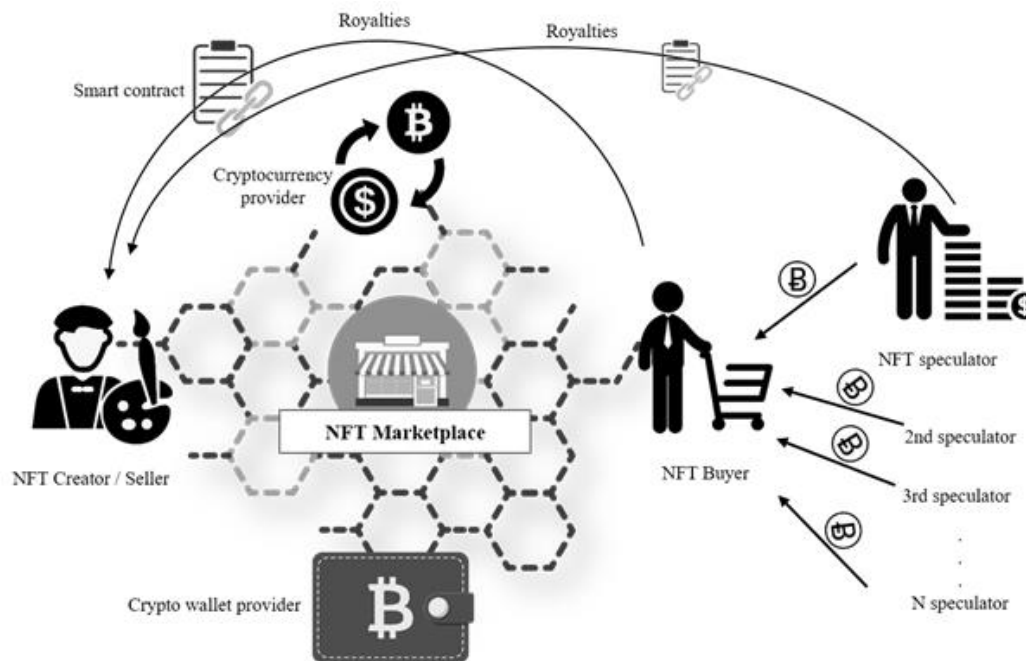 Royalties
Royalties
Smart contract
Cryptocurrency
provider
NFT speculator
NFT Marketplace
2nd speculator
NFT Creator / Seller
NFT Buyer
3rd speculator
Crypto wallet provider
N speculator